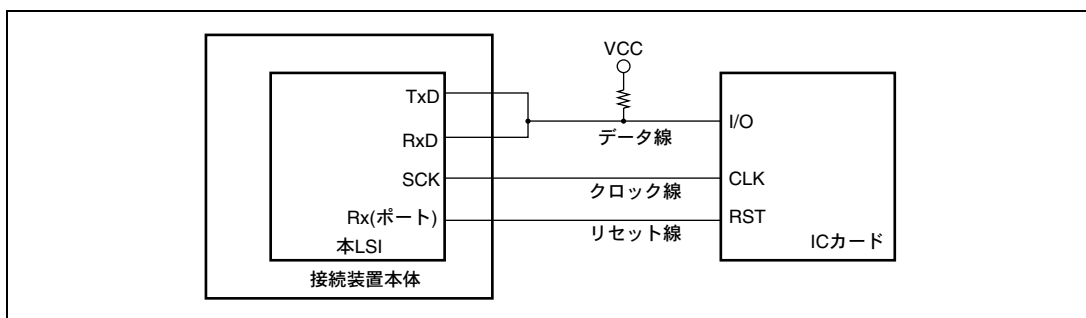 VCC
TxD
RxD
I/O
データ線
SCK
CLK
クロック線
Rx(ポート)
RST
リセット線
本LSI
ICカード
接続装置本体